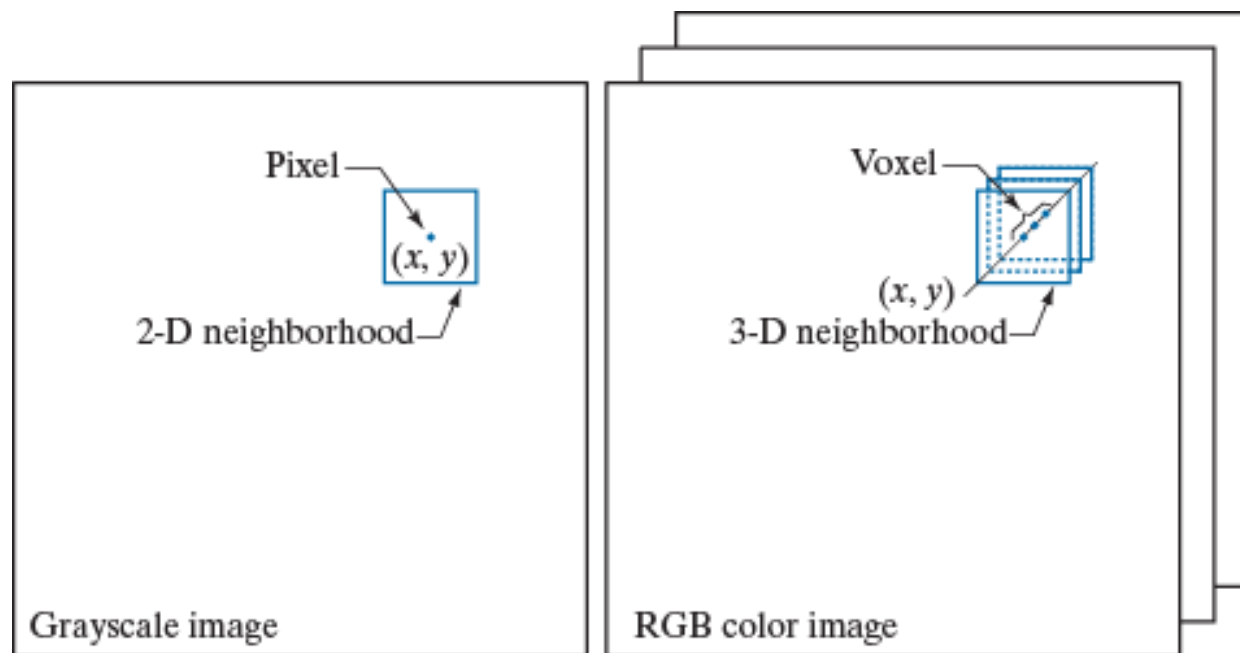 Pixel
(x, y)
2-D neighborhood
Grayscale image
Voxel
(x, y)
3-D neighborhood
RGB color image